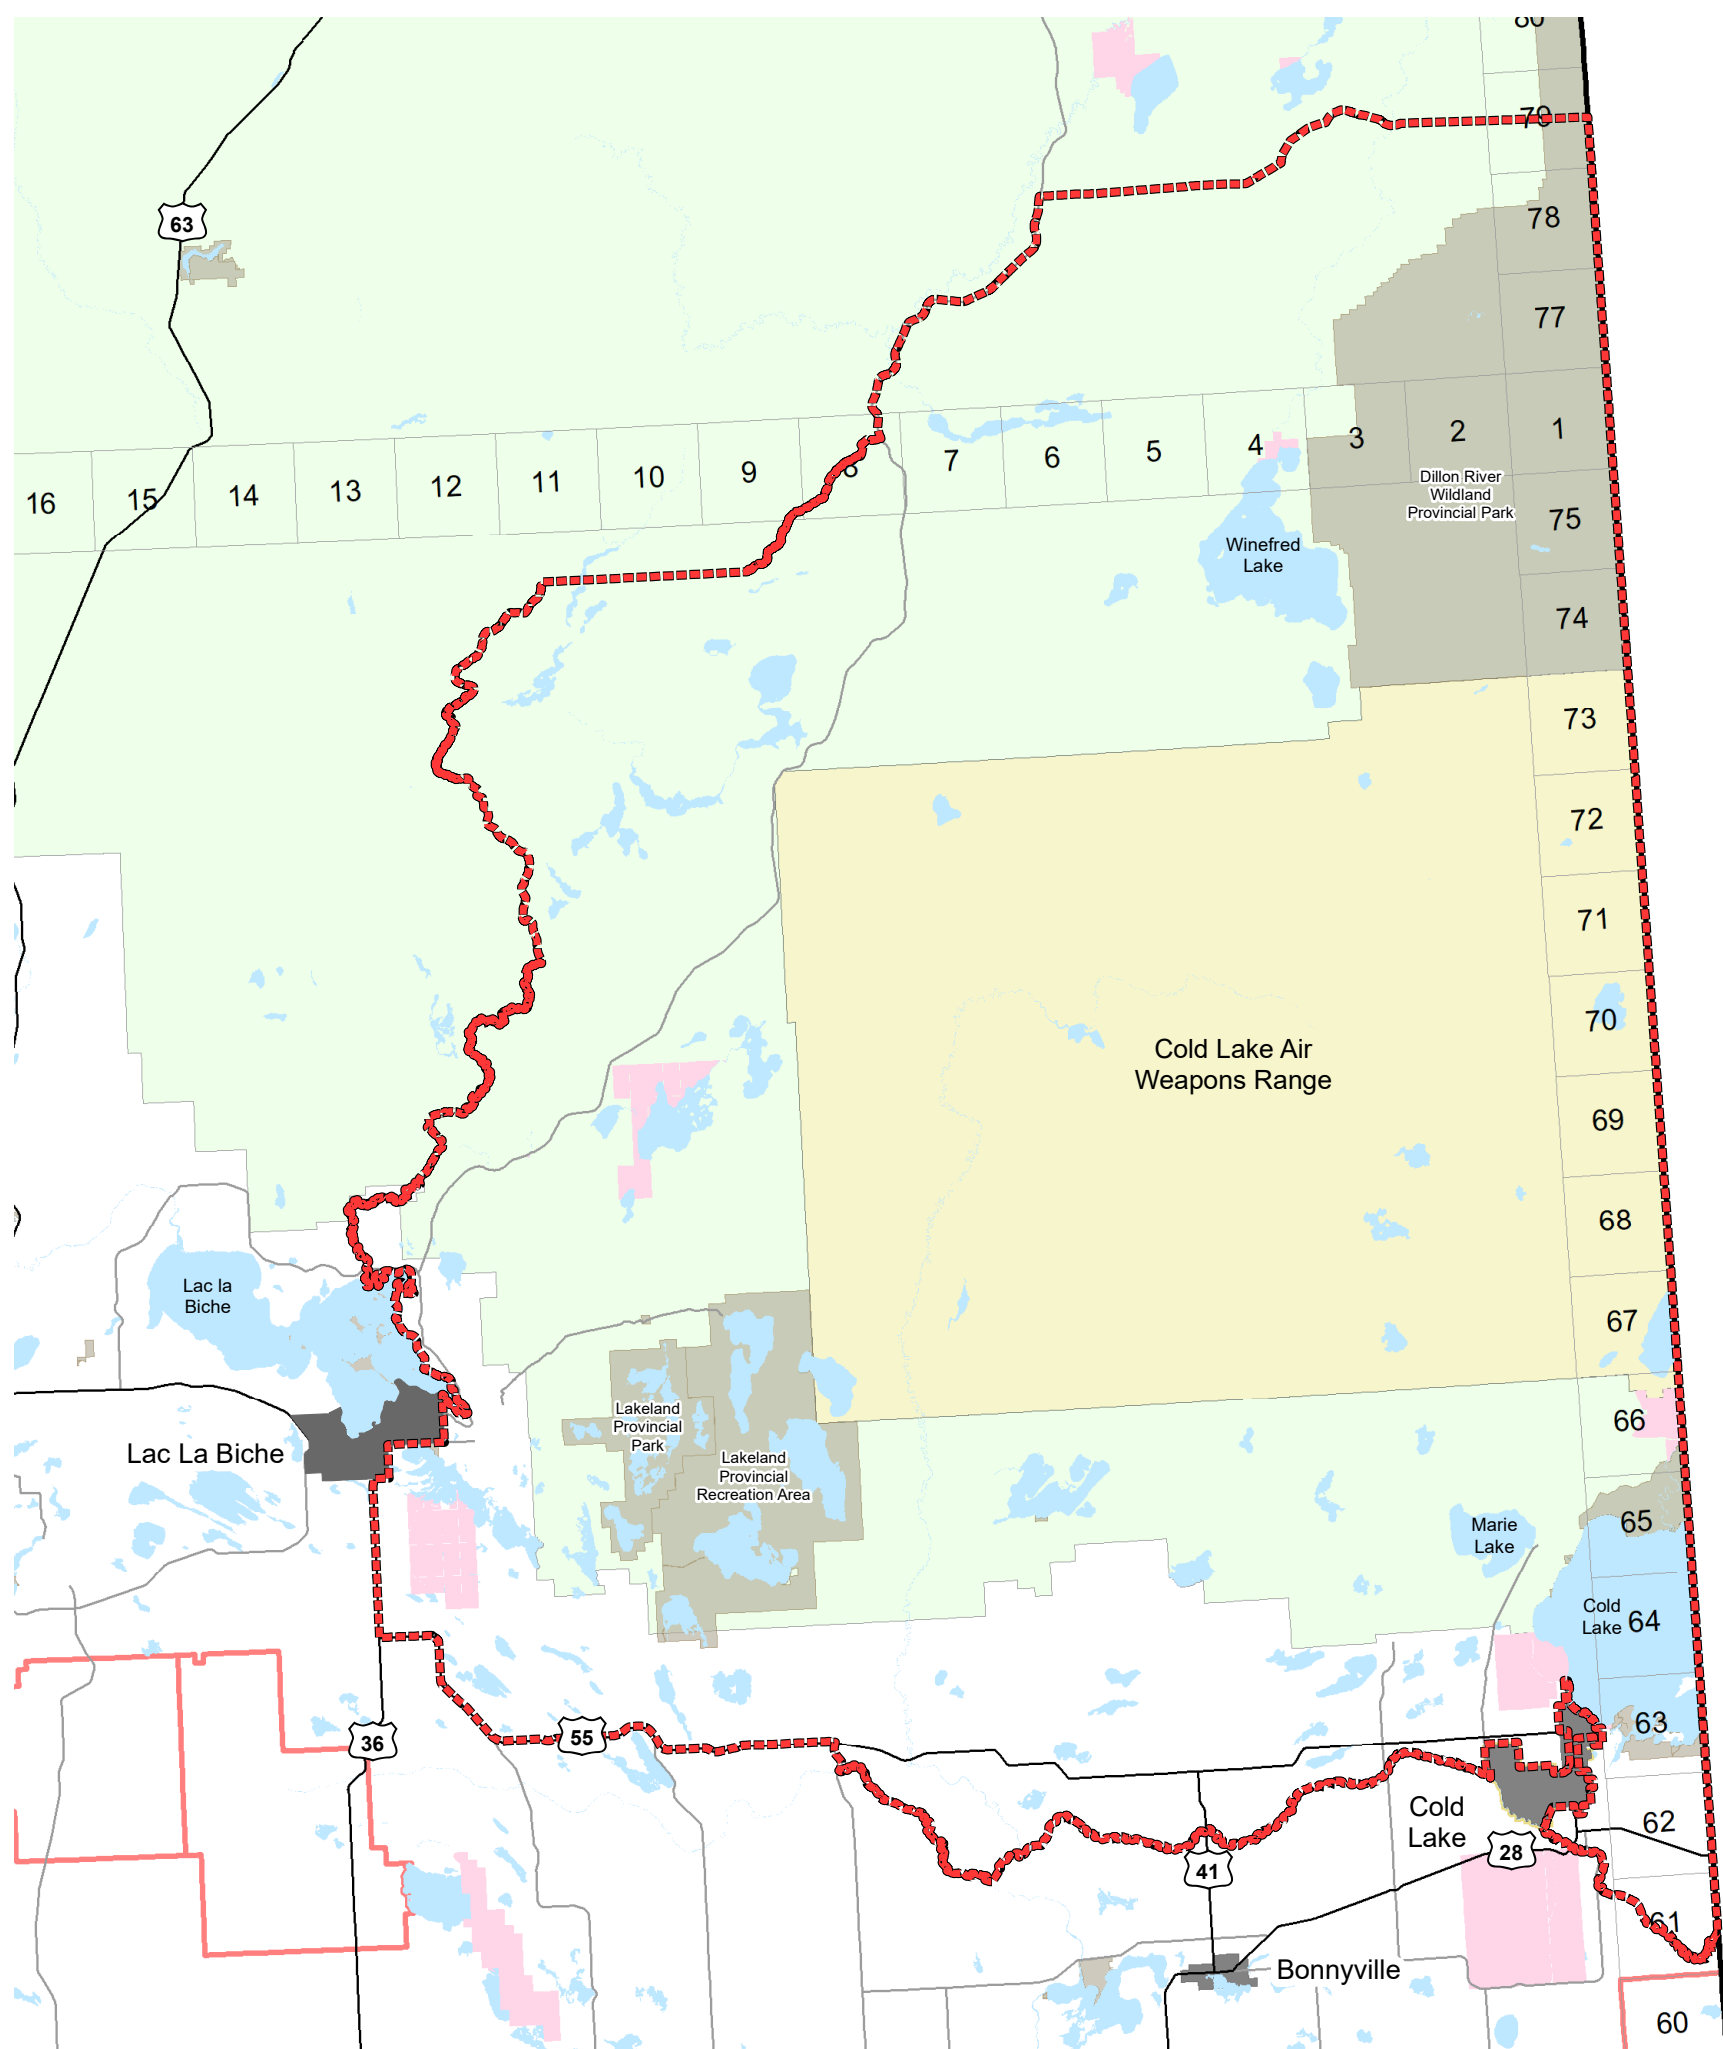 80
79
63
78
77
16
15
14
13
12
11
10
9
8
7
6
5
4
3
2
1
Dillon River
Wildland
Provincial Park
75
Winefred
Lake
74
73
72
71
70
Cold Lake Air
Weapons Range
69
68
67
Lac la
Biche
66
Lakeland
Provincial
Park
Lac La Biche
Lakeland
Provincial
Recreation Area
65
Marie
Lake
Cold
Lake
64
63
36
55
62
Cold
Lake
28
41
61
Bonnyville
60